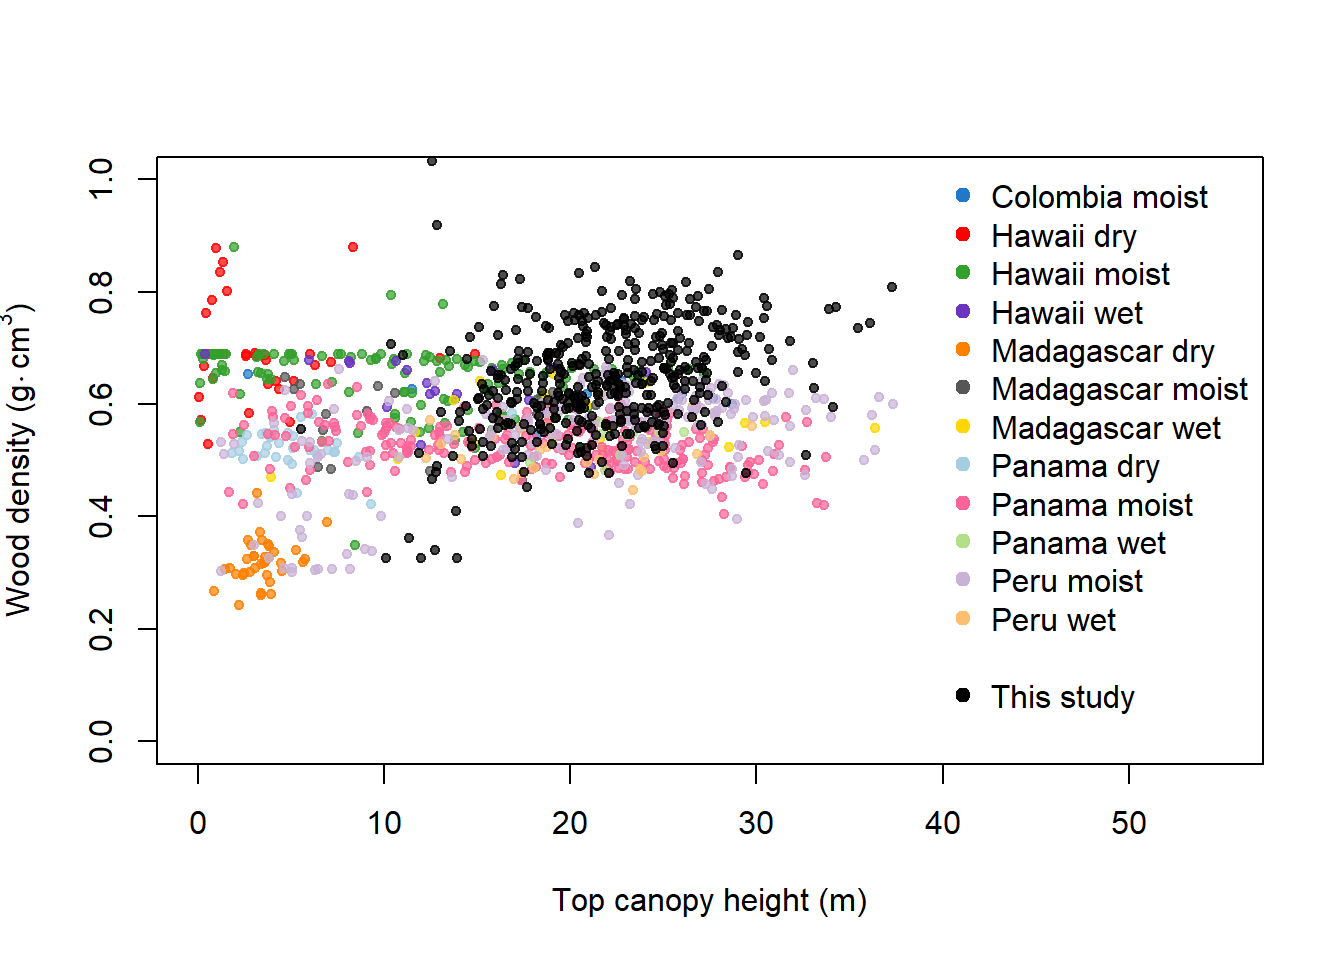 Wood density (g· cm³)
1.0
0.8
0.6
0.4
0.2
0.0
Colombia moist
Hawaii dry
Hawaii moist
Hawaii wet
Madagascar dry
Madagascar moist
Madagascar wet
Panama dry
Panama moist
Panama wet
Peru moist
Peru wet
This study
0 10 20 30 40 50
Top canopy height (m)